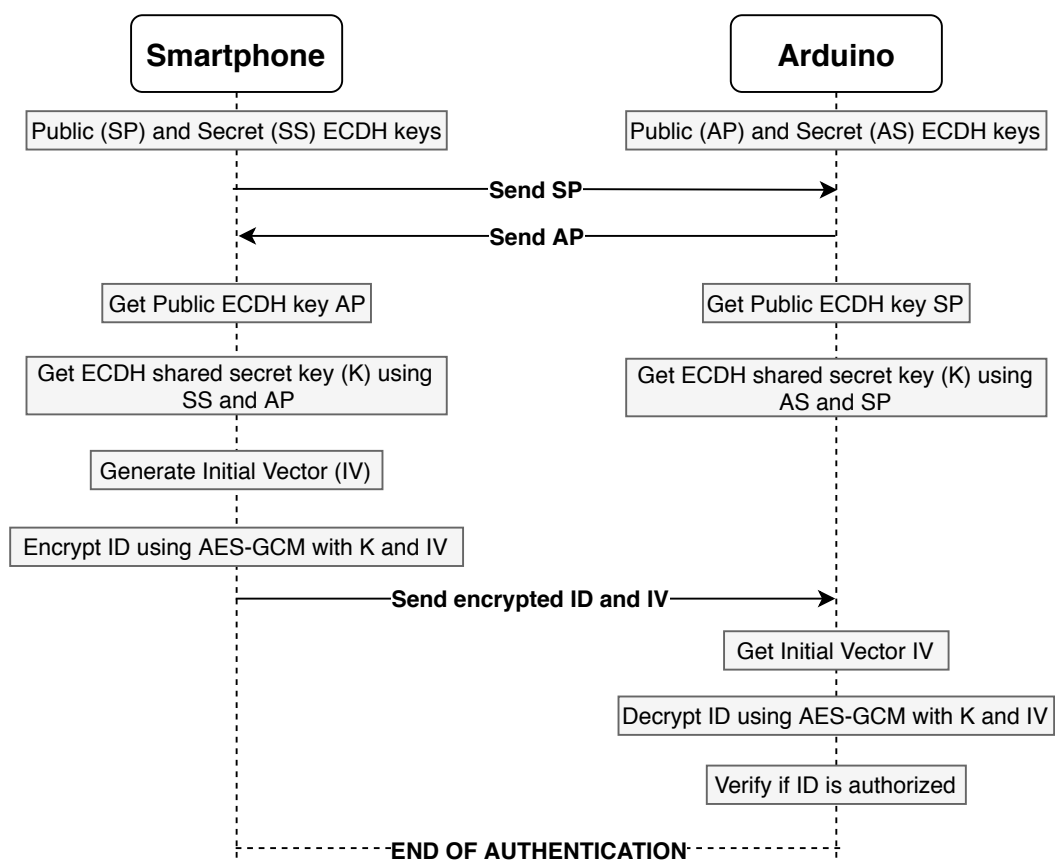 Smartphone
Arduino
Public (SP) and Secret (SS) ECDH keys
Public (AP) and Secret (AS) ECDH keys
Send SP
Send AP
Get Public ECDH key AP
Get Public ECDH key SP
Get ECDH shared secret key (K) using
SS and AP
Get ECDH shared secret key (K) using
AS and SP
Generate Initial Vector (IV)
Encrypt ID using AES-GCM with K and IV
Send encrypted ID and IV
Get Initial Vector IV
Decrypt ID using AES-GCM with K and IV
Verify if ID is authorized
END OF AUTHENTICATION